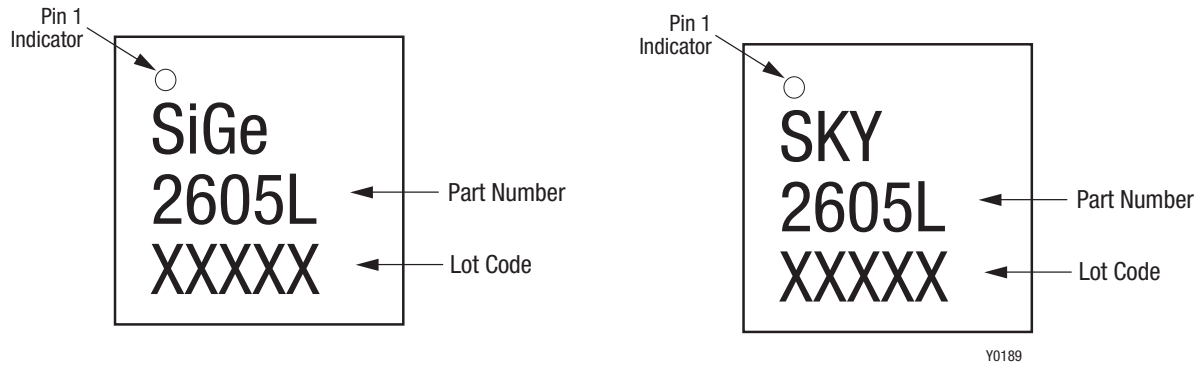 Pin 1
Indicator
SiGe
2605L
XXXXX
Part Number
Lot Code
Pin 1
Indicator
SKY
2605L
XXXXX
Part Number
Lot Code
Y0189